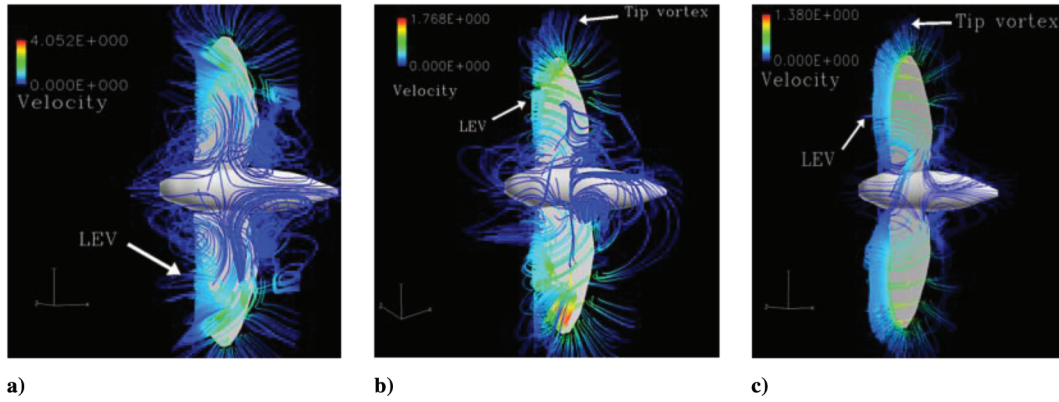 4.052E+000
0.000E+000
Velocity
LEV
a)
1.768E+000
0.000E+000
Velocity
Tip vortex
LEV
b)
1.380E+000
0.000E+000
Velocity
Tip vortex
LEV
c)